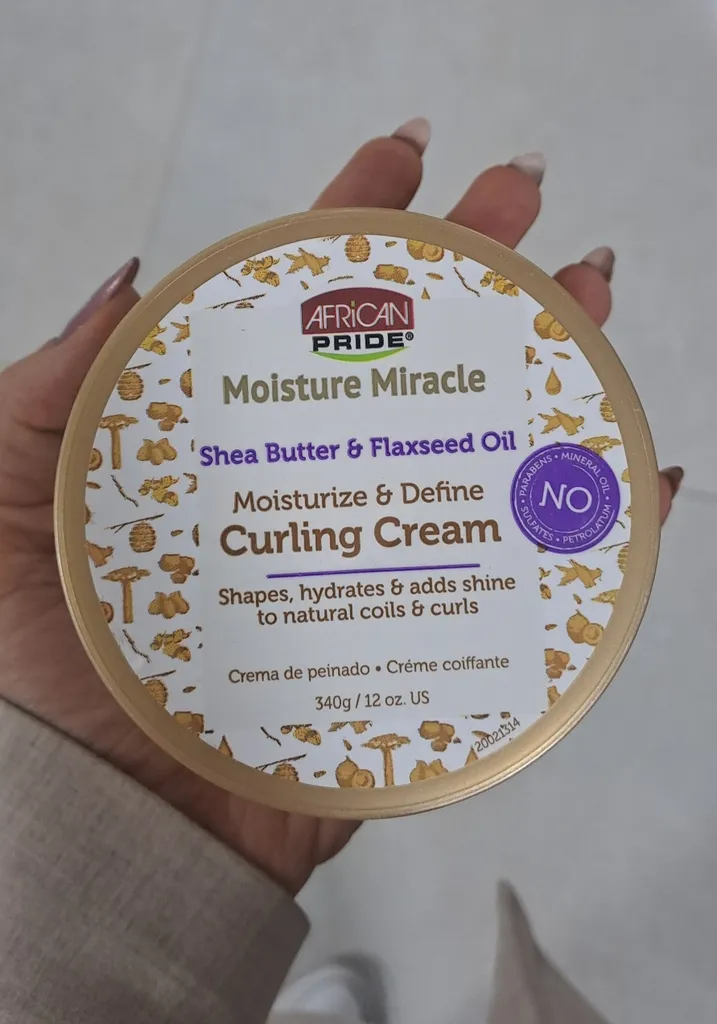 AFRICAN
PRIDE®
Moisture Miracle
Shea Butter & Flaxseed Oil
Moisturize & Define
Curling Cream
NO
PARABENS • MINERAL OIL • PETROLATUM • SULFATES •
Shapes, hydrates & adds shine
to natural coils & curls
Crema de peinado • Créme coiffante
340g / 12 oz. US
20021314